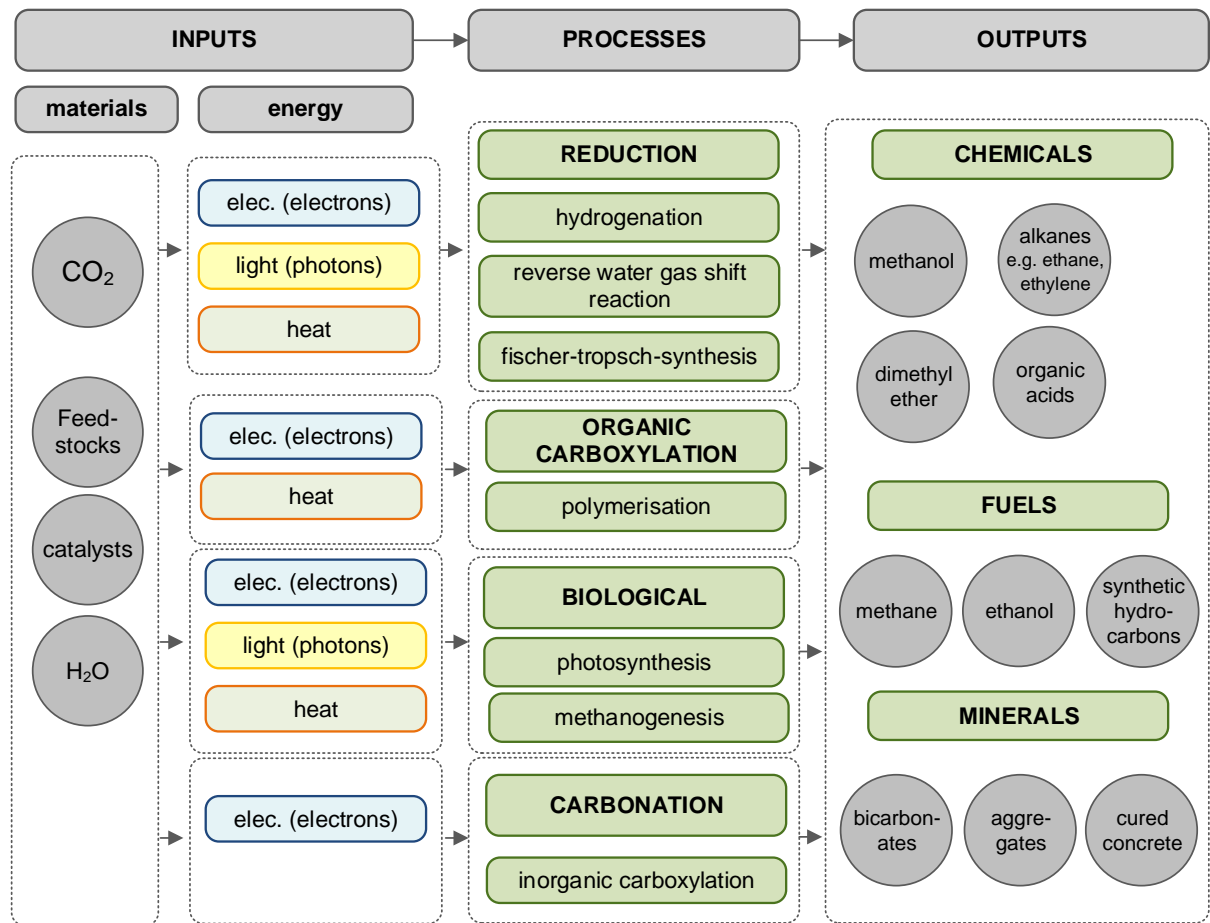 INPUTS
PROCESSES
OUTPUTS
materials
energy
CO₂
Feed-
stocks
catalysts
H₂O
elec. (electrons)
light (photons)
heat
elec. (electrons)
heat
elec. (electrons)
light (photons)
heat
elec. (electrons)
REDUCTION
hydrogenation
reverse water gas shift
reaction
fischer-tropsch-synthesis
ORGANIC
CARBOXYLATION
polymerisation
BIOLOGICAL
photosynthesis
methanogenesis
CARBONATION
inorganic carboxylation
CHEMICALS
methanol
alkanes
e.g. ethane,
ethylene
dimethyl
ether
organic
acids
FUELS
methane
ethanol
synthetic
hydro-
carbons
MINERALS
bicarbon-
ates
aggre-
gates
cured
concrete